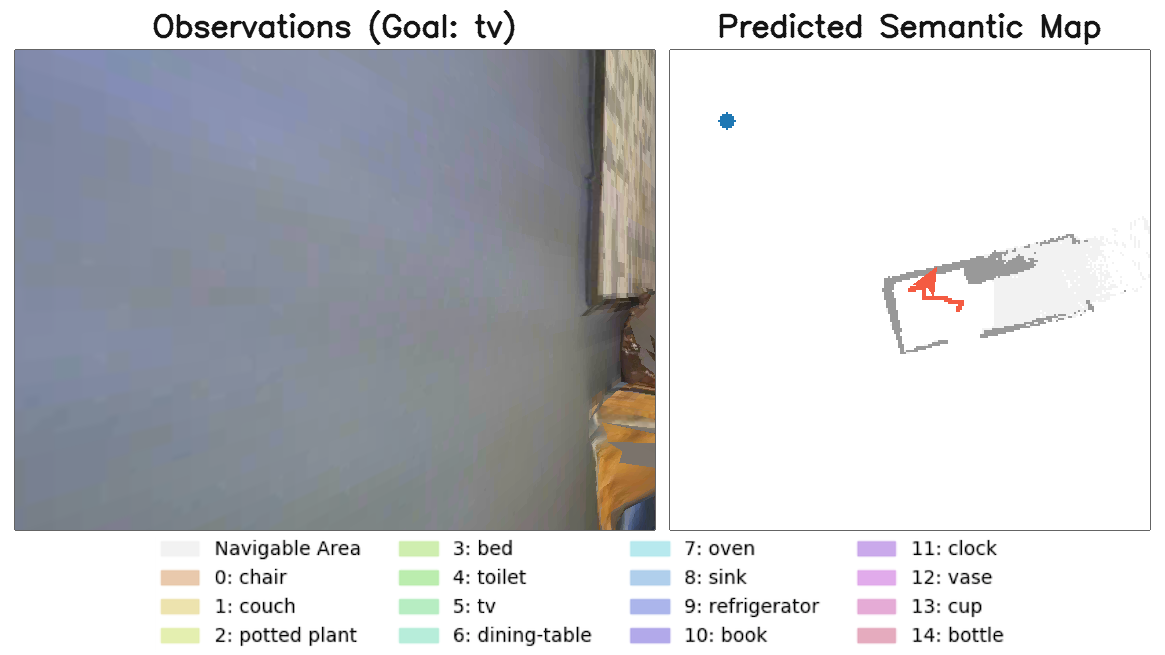 Observations (Goal: tv)
Predicted Semantic Map
Navigable Area
0: chair
1: couch
2: potted plant
3: bed
4: toilet
5: tv
6: dining-table
7: oven
8: sink
9: refrigerator
10: book
11: clock
12: vase
13: cup
14: bottle